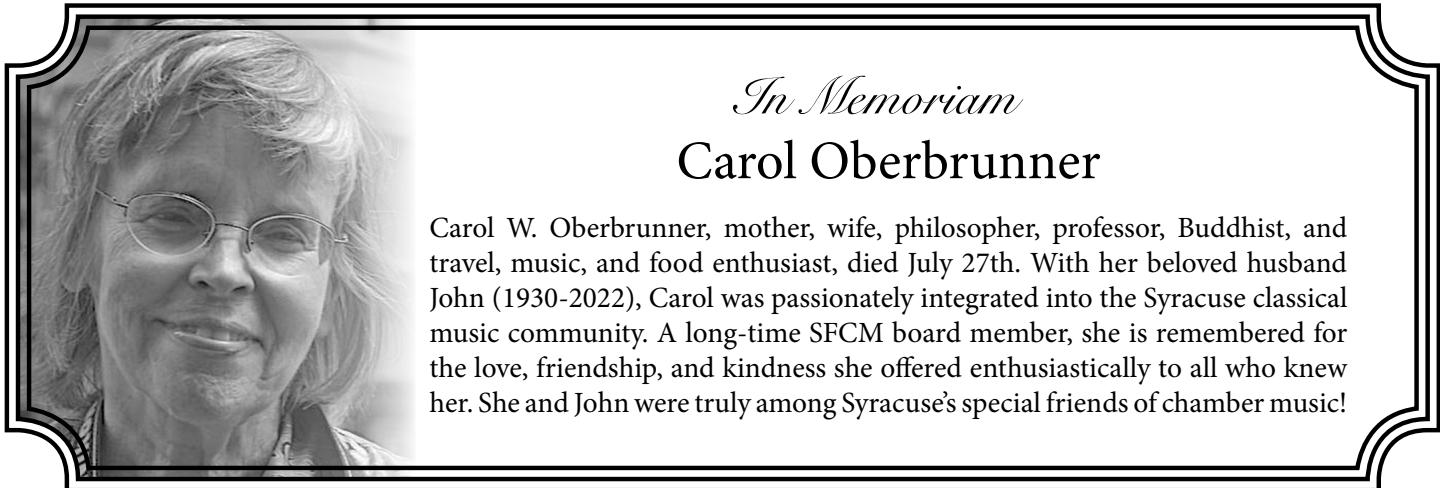 In Memoriam
Carol Oberbrunner
Carol W. Oberbrunner, mother, wife, philosopher, professor, Buddhist, and
travel, music, and food enthusiast, died July 27th. With her beloved husband
John (1930-2022), Carol was passionately integrated into the Syracuse classical
music community. A long-time SFCM board member, she is remembered for
the love, friendship, and kindness she offered enthusiastically to all who knew
her. She and John were truly among Syracuse’s special friends of chamber music!